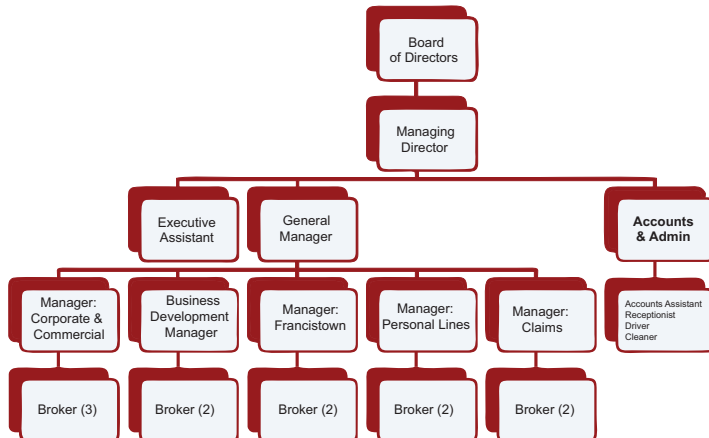 Board
of Directors
Managing
Director
Executive
Assistant
General
Manager
Accounts
& Admin
Manager:
Corporate &
Commercial
Business
Development
Manager
Manager:
Francistown
Manager:
Personal Lines
Manager:
Claims
Accounts Assistant
Receptionist
Driver
Cleaner
Broker (3)
Broker (2)
Broker (2)
Broker (2)
Broker (2)